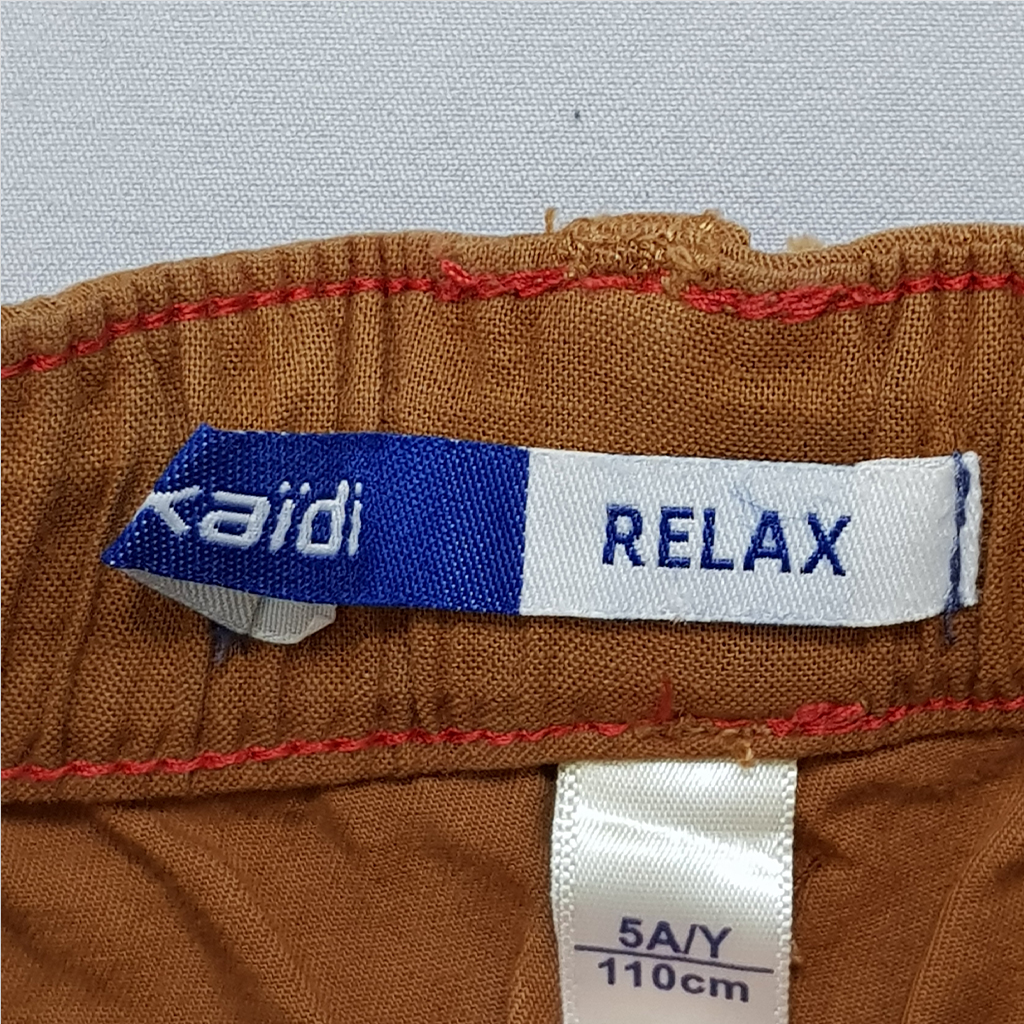 kaidi RELAX
5A/Y
110cm